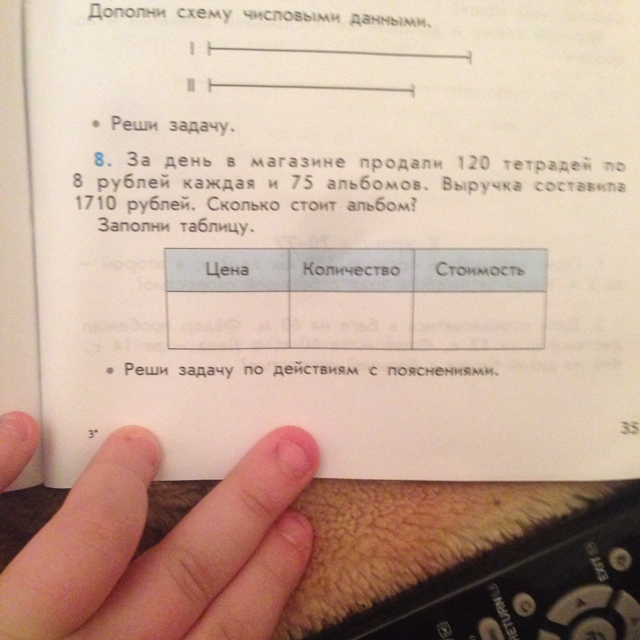 Дополни схему числовыми данными.
I
II
• Реши задачу.
8. За день в магазине продали 120 тетрадей по
8 рублей каждая и 75 альбомов. Выручка составила
1710 рублей. Сколько стоит альбом?
Заполни таблицу.
Цена Количество Стоимость
• Реши задачу по действиям с пояснениями.
3*
35
RETURN